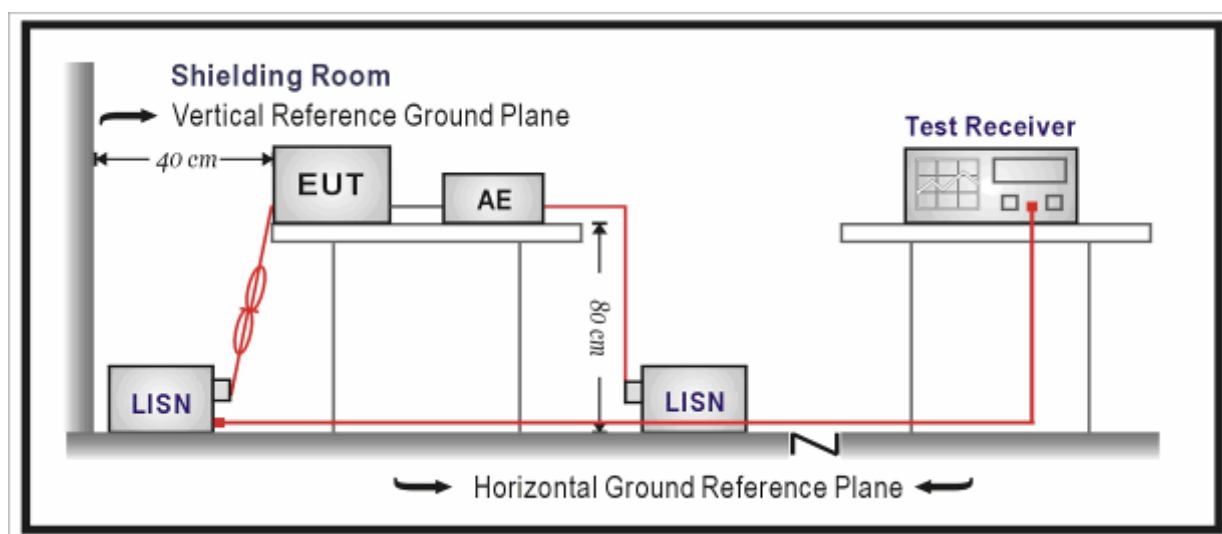 Shielding Room
Vertical Reference Ground Plane
Test Receiver
40 cm
EUT
AE
80 cm
LISN
LISN
Horizontal Ground Reference Plane